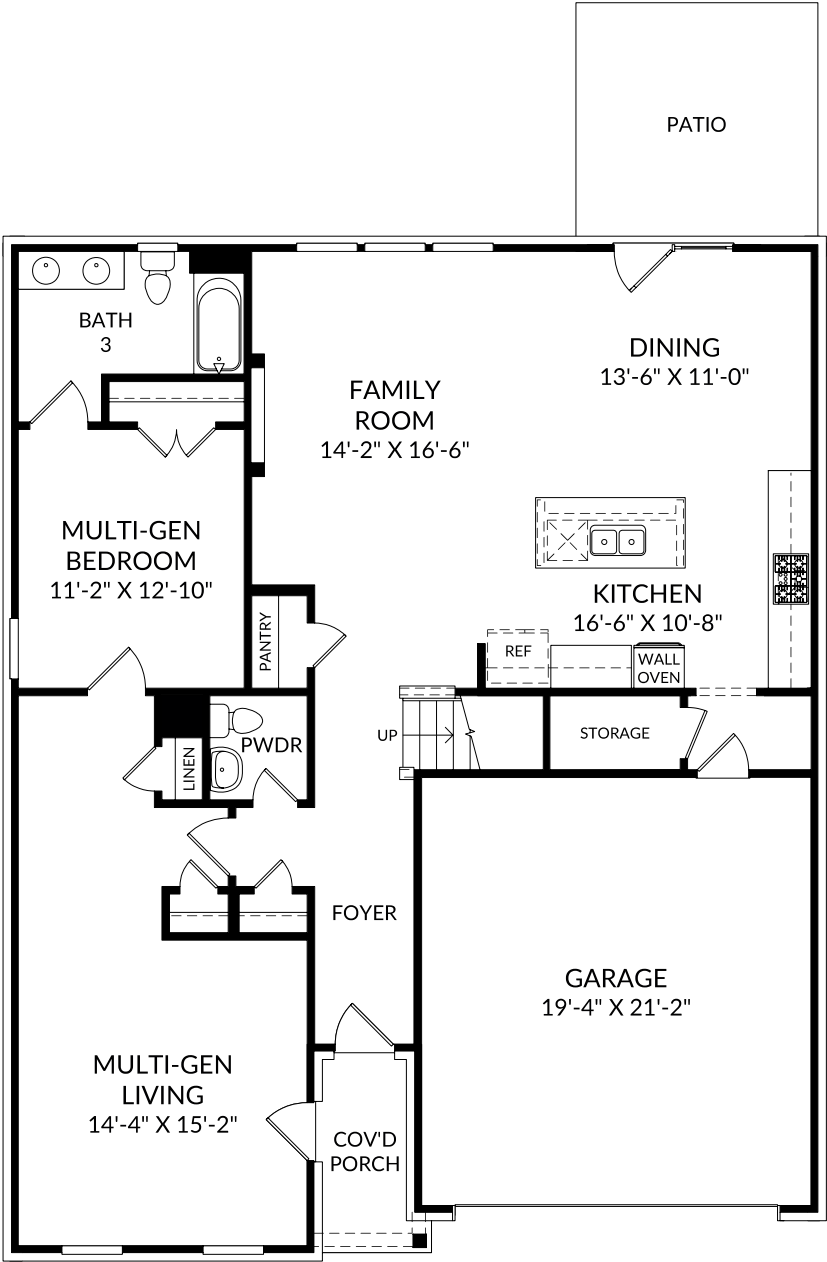 PATIO
BATH
3
DINING
13'-6" X 11'-0"
FAMILY
ROOM
14'-2" X 16'-6"
MULTI-GEN
BEDROOM
11'-2" X 12'-10"
KITCHEN
16'-6" X 10'-8"
PANTRY
REF
WALL
OVEN
UP
STORAGE
PWDR
LINEN
FOYER
GARAGE
19'-4" X 21'-2"
MULTI-GEN
LIVING
14'-4" X 15'-2"
COV'D
PORCH